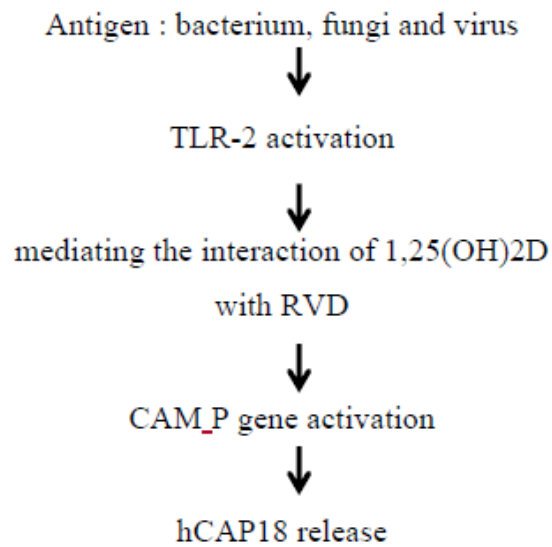 Antigen : bacterium, fungi and virus
TLR-2 activation
mediating the interaction of 1,25(OH)2D
with RVD
CAM_P gene activation
hCAP18 release